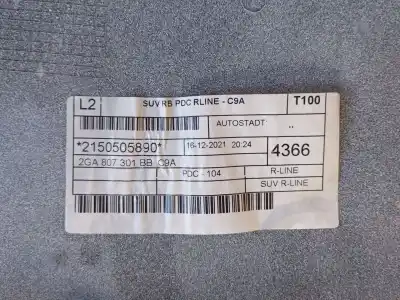 L2 SUV RB PDC RLINE - C9A T100
AUTOSTADT: ..
*2150505890* 16-12-2021 20:24 4366
2GA 807 301 BB C9A
PDC - 104 R-LINE
SUV R-LINE